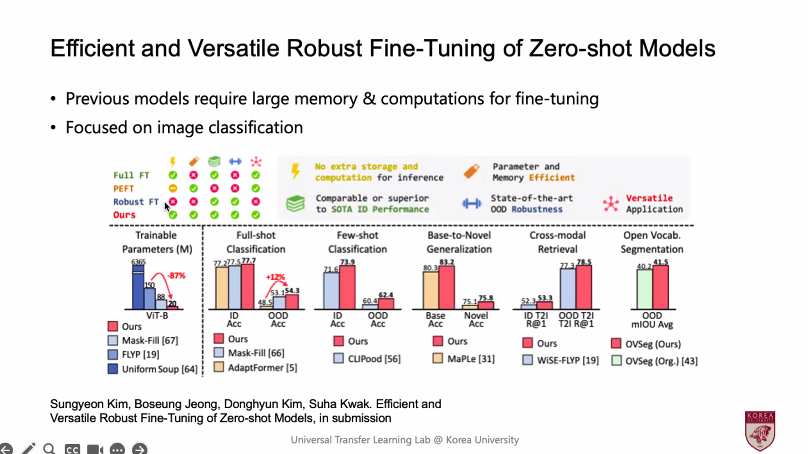 Efficient and Versatile Robust Fine-Tuning of Zero-shot Models
• Previous models require large memory & computations for fine-tuning
• Focused on image classification
Full FT
PEFT
Robust FT
Ours
No extra storage and
computation for inference
Parameter and
Memory Efficient
Comparable or superior
to SOTA ID Performance
State-of-the-art
OOD Robustness
Versatile
Application
Trainable
Parameters (M)
6365
150
88
20
-87%
ViT-B
Ours
Mask-Fill [67]
FLYP [19]
Uniform Soup [64]
Full-shot
Classification
77.2 77.5 77.7
+12%
48.5 53.1 54.3
ID
Acc
OOD
Acc
Ours
Mask-Fill [66]
AdaptFormer [5]
Few-shot
Classification
71.6 73.9
60.4 62.4
ID
Acc
OOD
Acc
Ours
CLIPood [56]
Base-to-Novel
Generalization
80.3 83.2
75.1 75.8
Base
Acc
Novel
Acc
Ours
MaPLe [31]
Cross-modal
Retrieval
52.3 53.3
77.3 78.5
ID T2I
R@1
OOD T2I
T2I R@1
Ours
WiSE-FLYP [19]
Open Vocab.
Segmentation
40.2 41.5
OOD
mIOU Avg
OVSeg (Ours)
OVSeg (Org.) [43]
Sungyeon Kim, Boseung Jeong, Donghyun Kim, Suha Kwak. Efficient and
Versatile Robust Fine-Tuning of Zero-shot Models, in submission
Universal Transfer Learning Lab @ Korea University
KOREA
CC